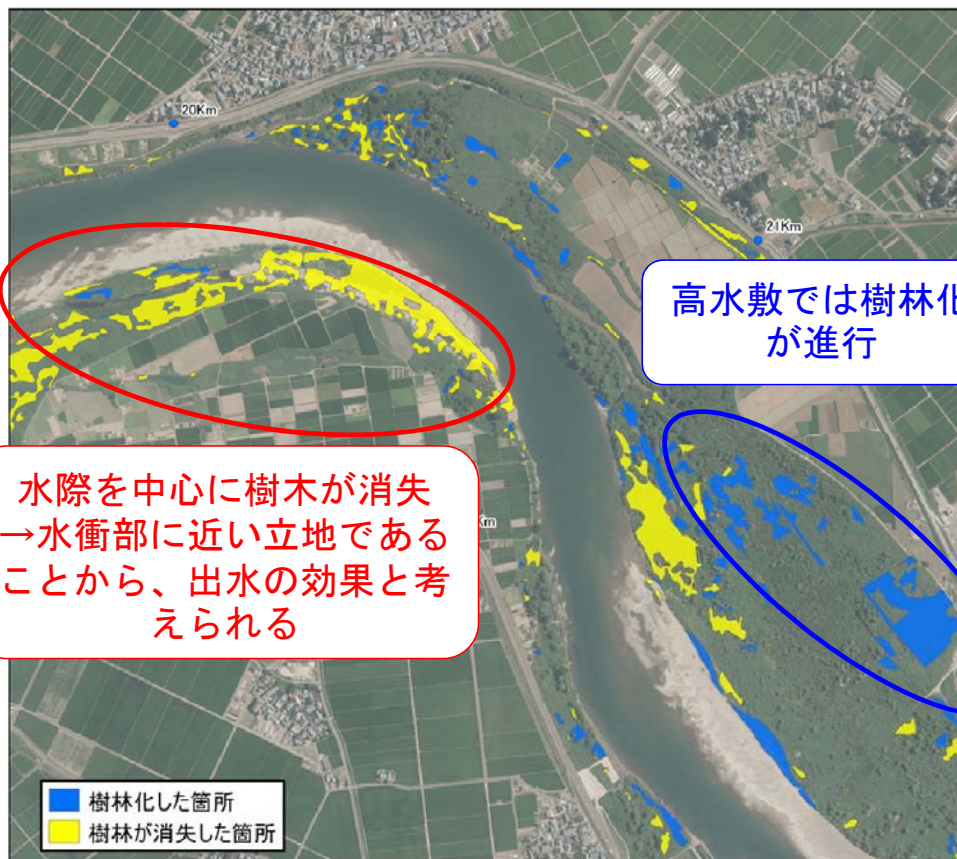 20Km
21Km
高水敷では樹林化
が進行
水際を中心に樹木が消失
→水衝部に近い立地である
ことから、出水の効果と考
えられる
Km
樹林化した箇所
樹林が消失した箇所